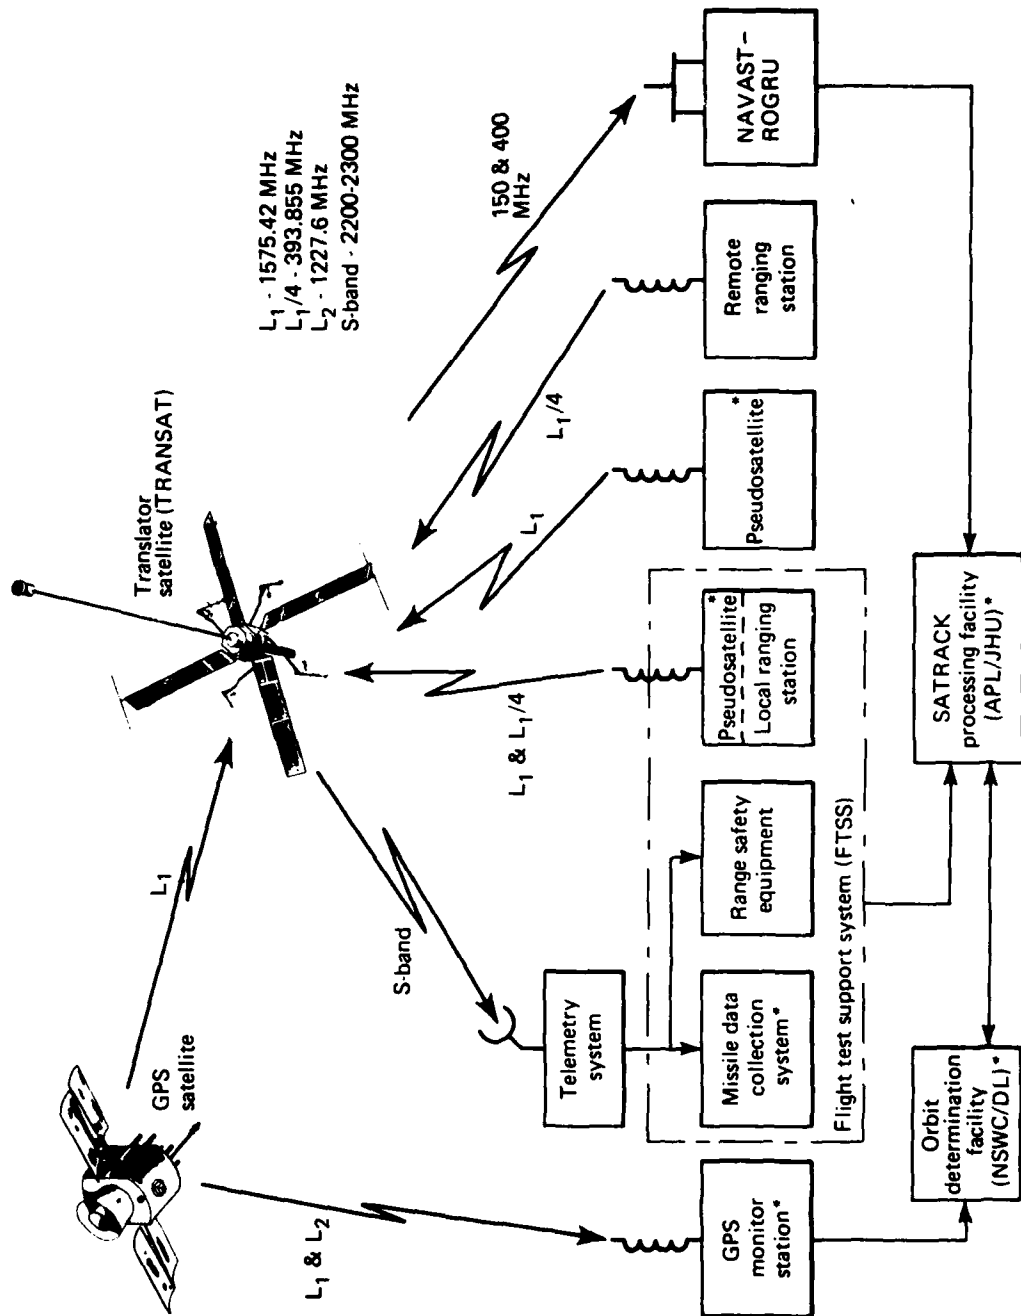 GPS
satellite
Translator
satellite (TRANSAT)
L₁ - 1575.42 MHz
L₁/4 - 393.855 MHz
L₂ - 1227.6 MHz
S-band - 2200-2300 MHz
L₁ & L₂
L₁
S-band
L₁ & L₁/4
L₁
L₁/4
150 & 400
MHz
Telemetry
system
GPS
monitor
station*
Missile data
collection
system*
Range safety
equipment
Pseudosatellite*
Local ranging
station
Pseudosatellite*
Remote
ranging
station
NAVAST-
ROGRU
Flight test support system (FTSS)
Orbit
determination
facility
(NSWC/DL)*
SATRACK
processing facility
(APL/JHU)*